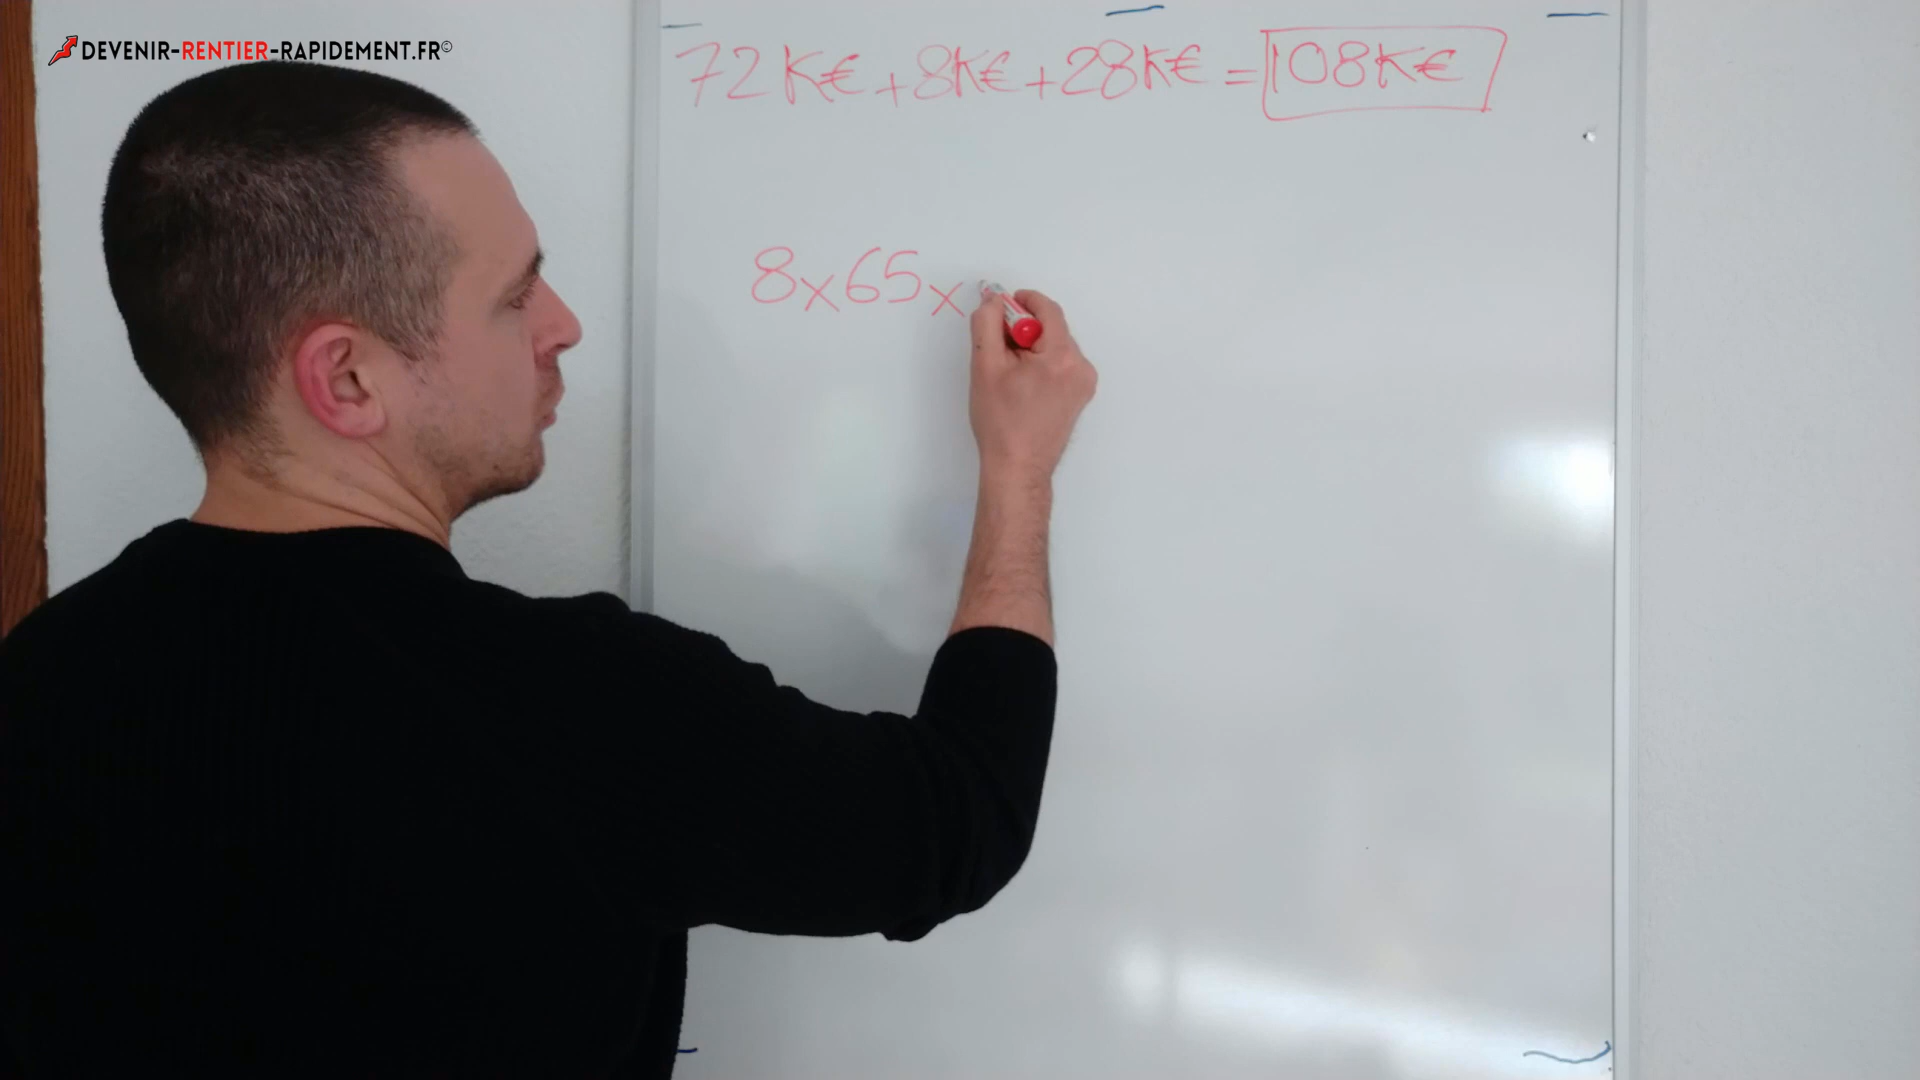 DEVENIR-RENTIER-RAPIDEMENT.FR©
72K€+8K€+28K€=108K€
8x65x